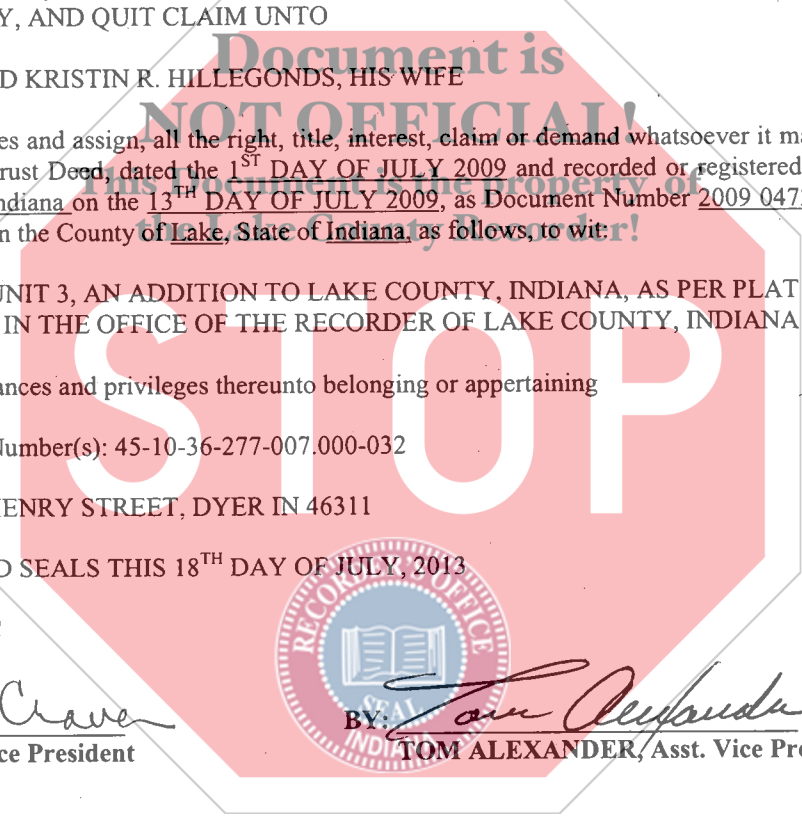 Y, AND QUIT CLAIM UNTO
Document is
D KRISTIN R. HILLEGONDS, HIS WIFE
NOT OFFICIAL!
es and assign, all the right, title, interest, claim or demand whatsoever it ma
rust Deed, dated the 1ST DAY OF JULY 2009 and recorded or registered
This Document is the property of
ndiana on the 13TH DAY OF JULY 2009, as Document Number 2009 047
n the County of Lake, State of Indiana, as follows, to wit:
the Lake County Recorder!
UNIT 3, AN ADDITION TO LAKE COUNTY, INDIANA, AS PER PLAT
IN THE OFFICE OF THE RECORDER OF LAKE COUNTY, INDIANA
STOP
ances and privileges thereunto belonging or appertaining
Number(s): 45-10-36-277-007.000-032
HENRY STREET, DYER IN 46311
D SEALS THIS 18TH DAY OF JULY, 2013
RECORDER'S OFFICE
SEAL
INDIANA
Craven
BY: Tom Alexander
ce President
TOM ALEXANDER, Asst. Vice Pre